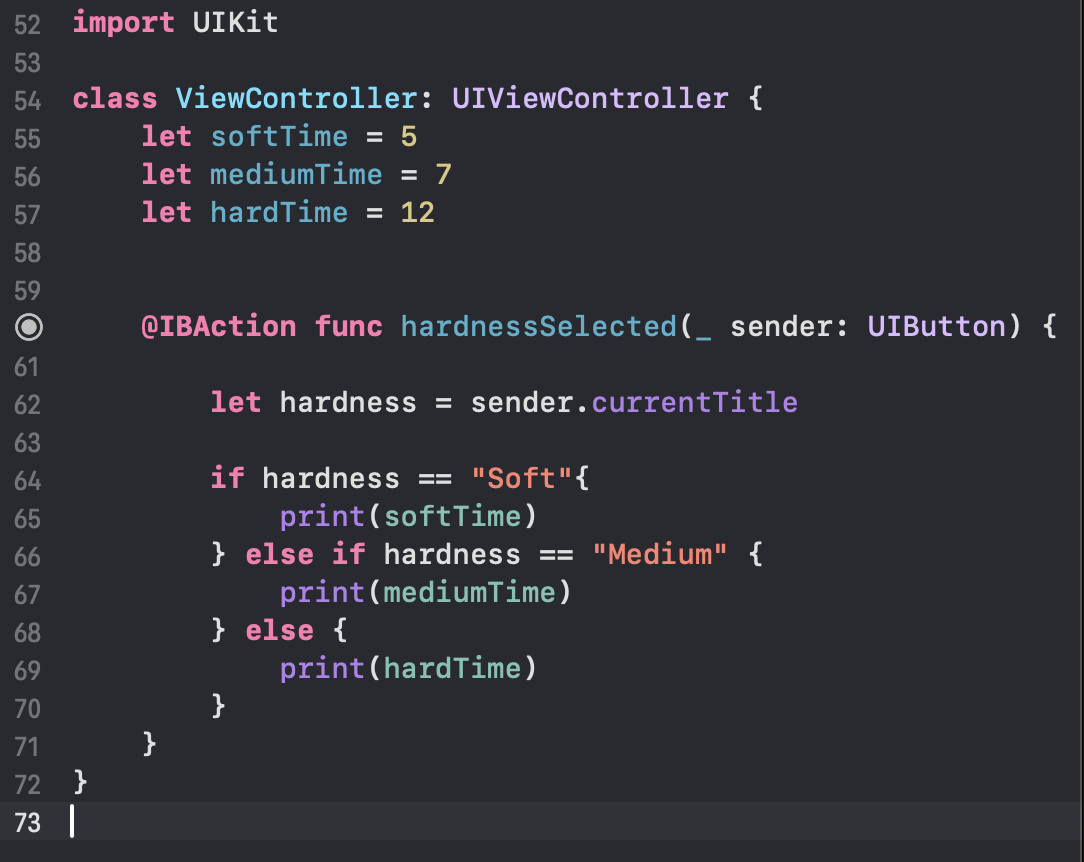 52 import UIKit
53
54 class ViewController: UIViewController {
55     let softTime = 5
56     let mediumTime = 7
57     let hardTime = 12
58
59
    @IBAction func hardnessSelected(_ sender: UIButton) {
61
62         let hardness = sender.currentTitle
63
64         if hardness == "Soft"{
65             print(softTime)
66         } else if hardness == "Medium" {
67             print(mediumTime)
68         } else {
69             print(hardTime)
70         }
71     }
72 }
73